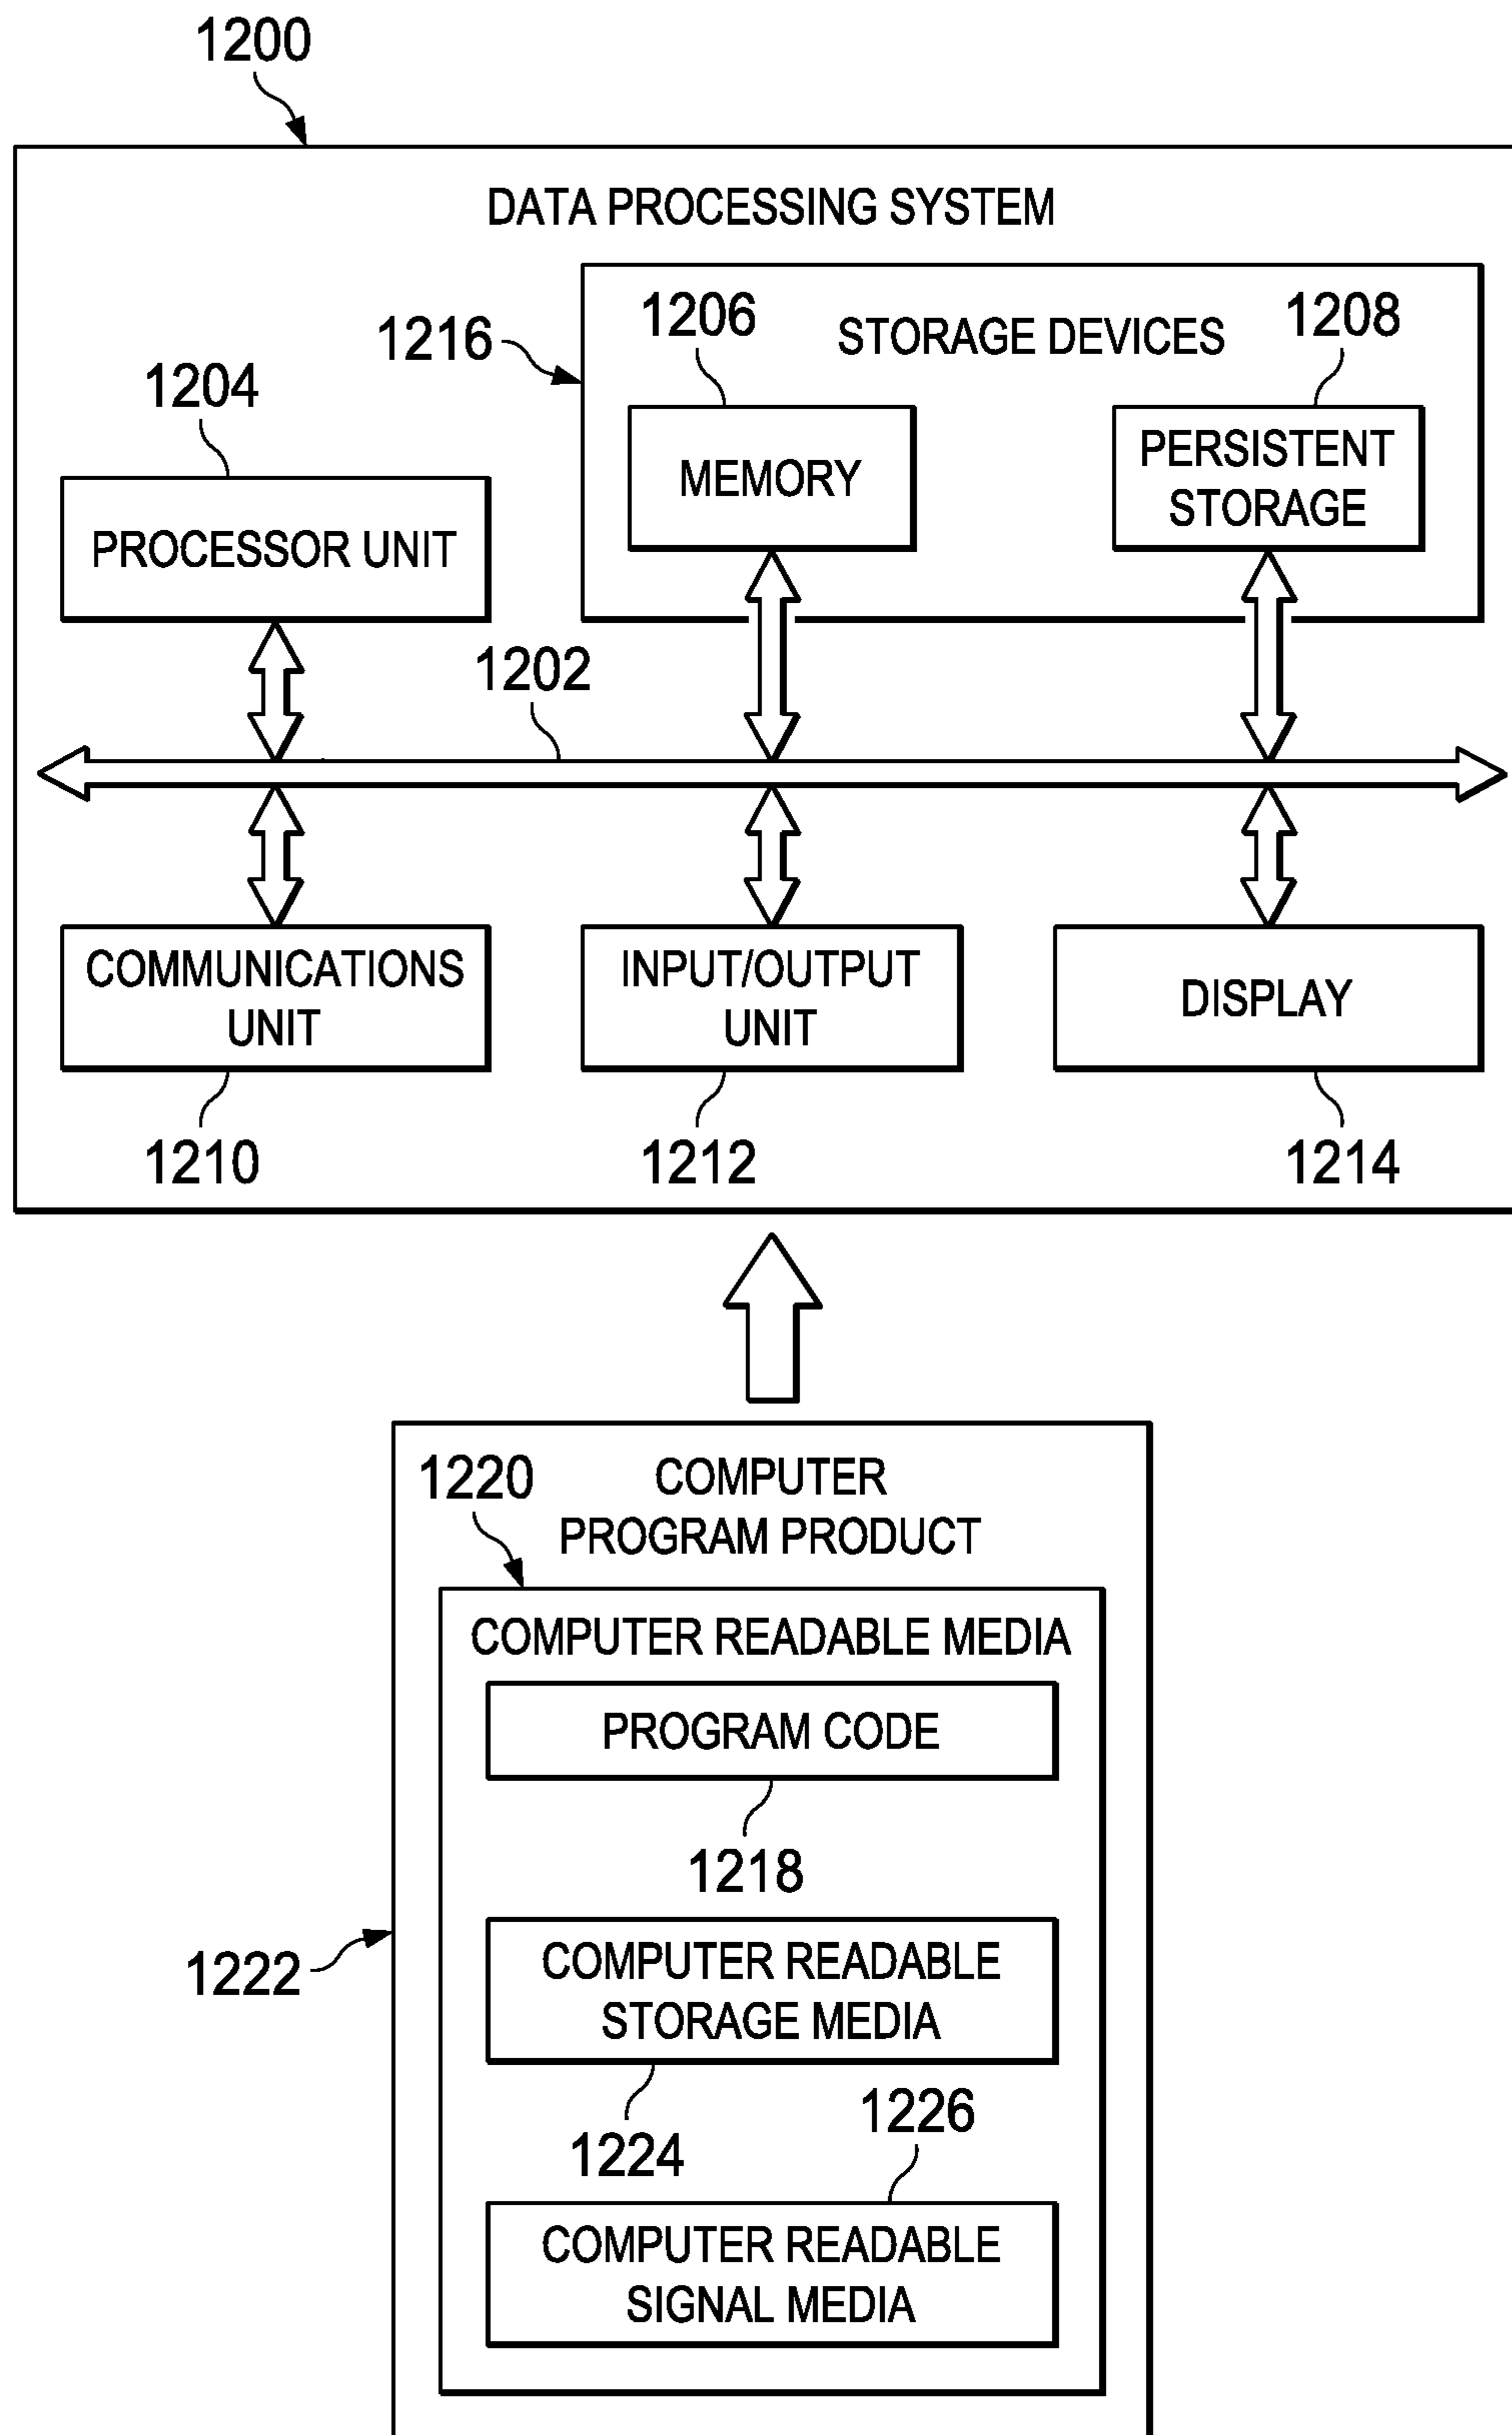 1200
DATA PROCESSING SYSTEM
1216
1206
STORAGE DEVICES
1208
1204
MEMORY
PERSISTENT
STORAGE
PROCESSOR UNIT
1202
COMMUNICATIONS
UNIT
INPUT/OUTPUT
UNIT
DISPLAY
1210
1212
1214
1220
COMPUTER
PROGRAM PRODUCT
COMPUTER READABLE MEDIA
PROGRAM CODE
1218
1222
COMPUTER READABLE
STORAGE MEDIA
1224
1226
COMPUTER READABLE
SIGNAL MEDIA